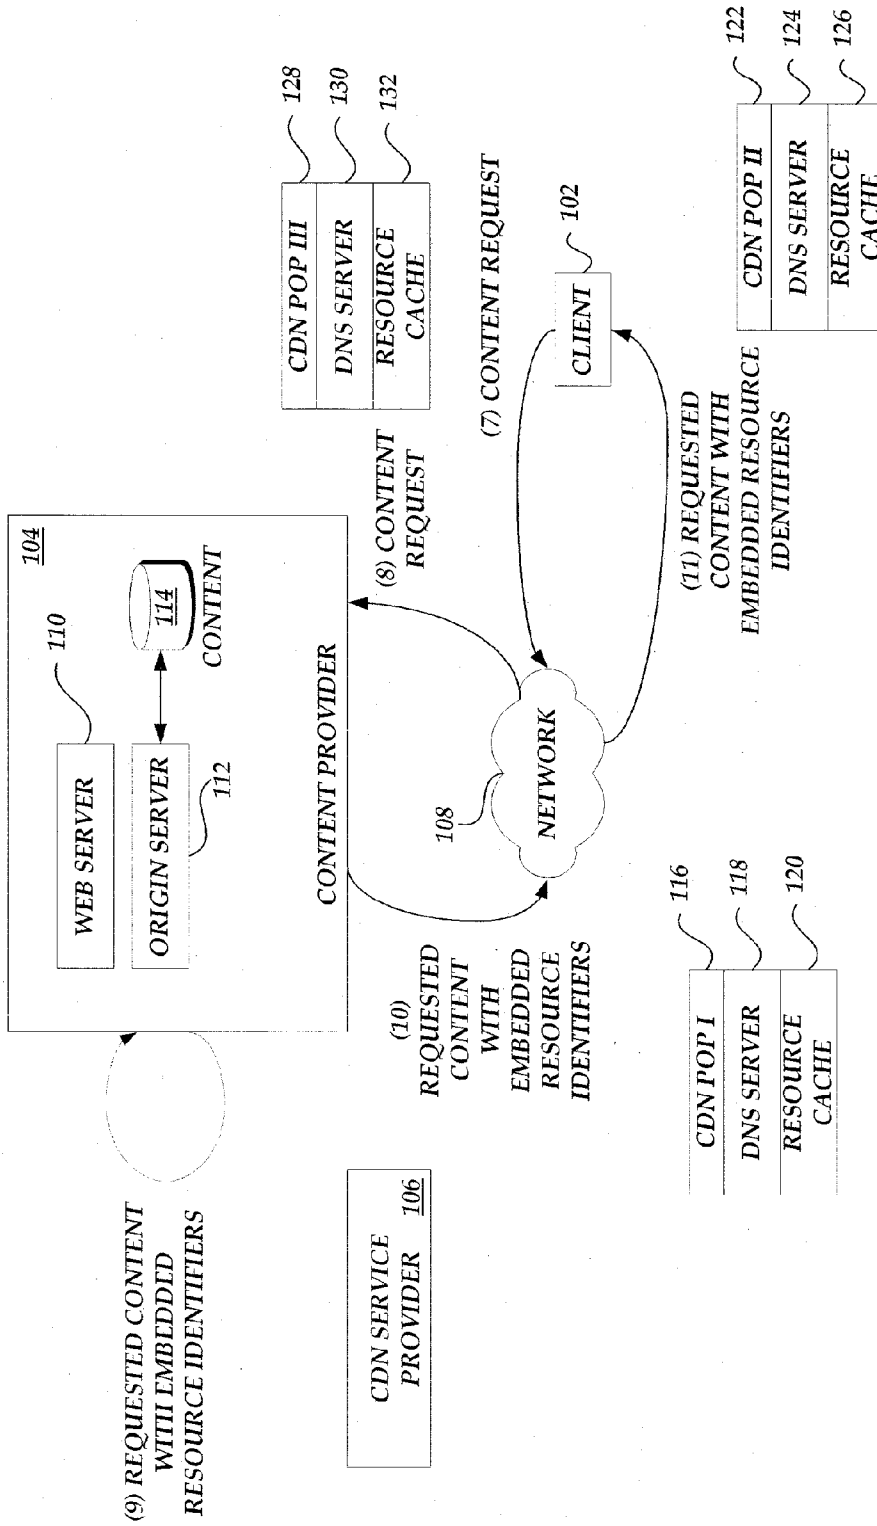 (9) REQUESTED CONTENT
WITH EMBEDDED
RESOURCE IDENTIFIERS
104
WEB SERVER
110
ORIGIN SERVER
112
114
CONTENT
CONTENT PROVIDER
CDN SERVICE
PROVIDER
106
(10)
REQUESTED
CONTENT
WITH
EMBEDDED
RESOURCE
IDENTIFIERS
(8) CONTENT
REQUEST
CDN POP III
DNS SERVER
RESOURCE
CACHE
128
130
132
108
NETWORK
(7) CONTENT REQUEST
CLIENT
102
(11) REQUESTED
CONTENT WITH
EMBEDDED RESOURCE
IDENTIFIERS
CDN POP I
DNS SERVER
RESOURCE
CACHE
116
118
120
CDN POP II
DNS SERVER
RESOURCE
CACHE
122
124
126